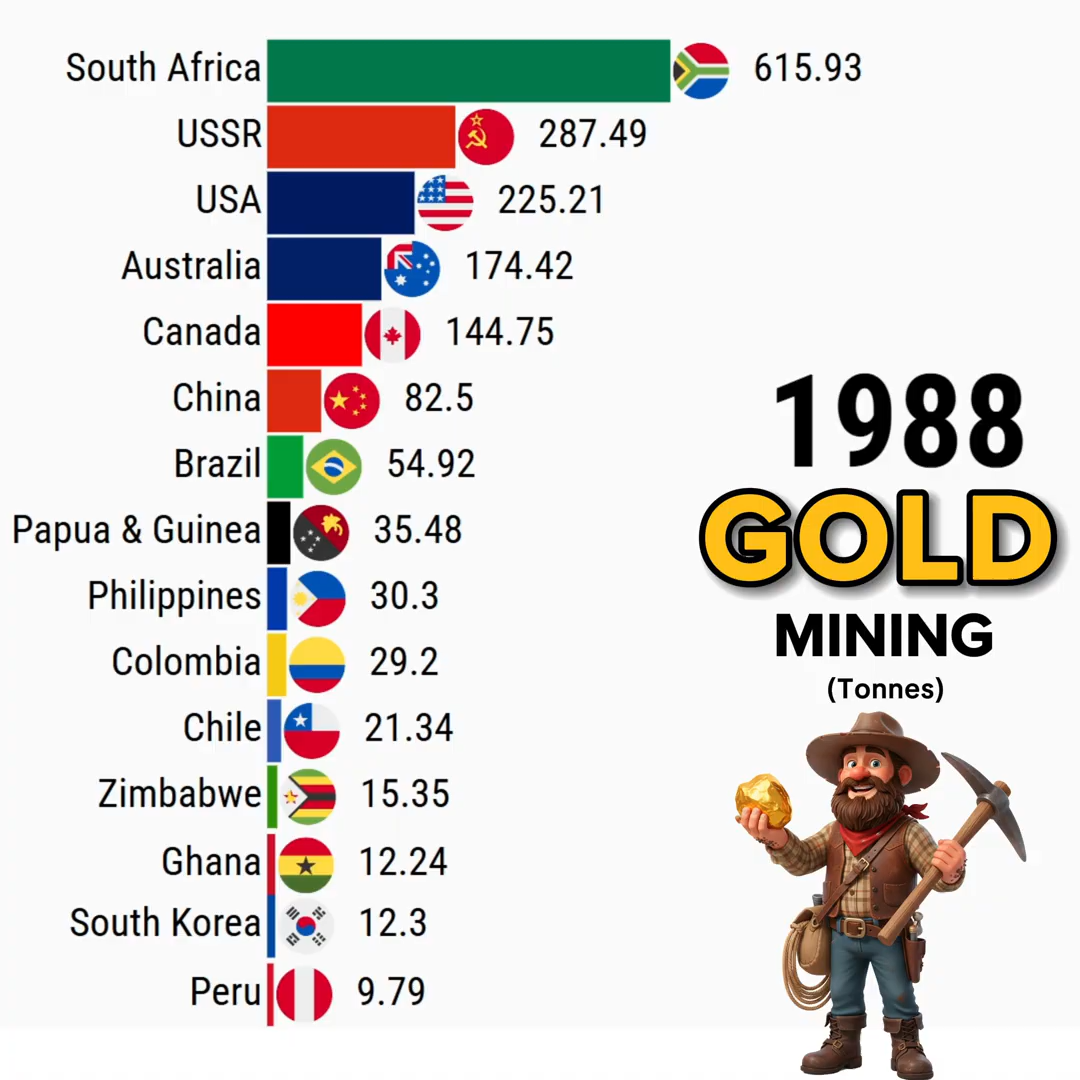 South Africa 615.93
USSR 287.49
USA 225.21
Australia 174.42
Canada 144.75
China 82.5
Brazil 54.92
Papua & Guinea 35.48
Philippines 30.3
Colombia 29.2
Chile 21.34
Zimbabwe 15.35
Ghana 12.24
South Korea 12.3
Peru 9.79
1988
GOLD
MINING
(Tonnes)